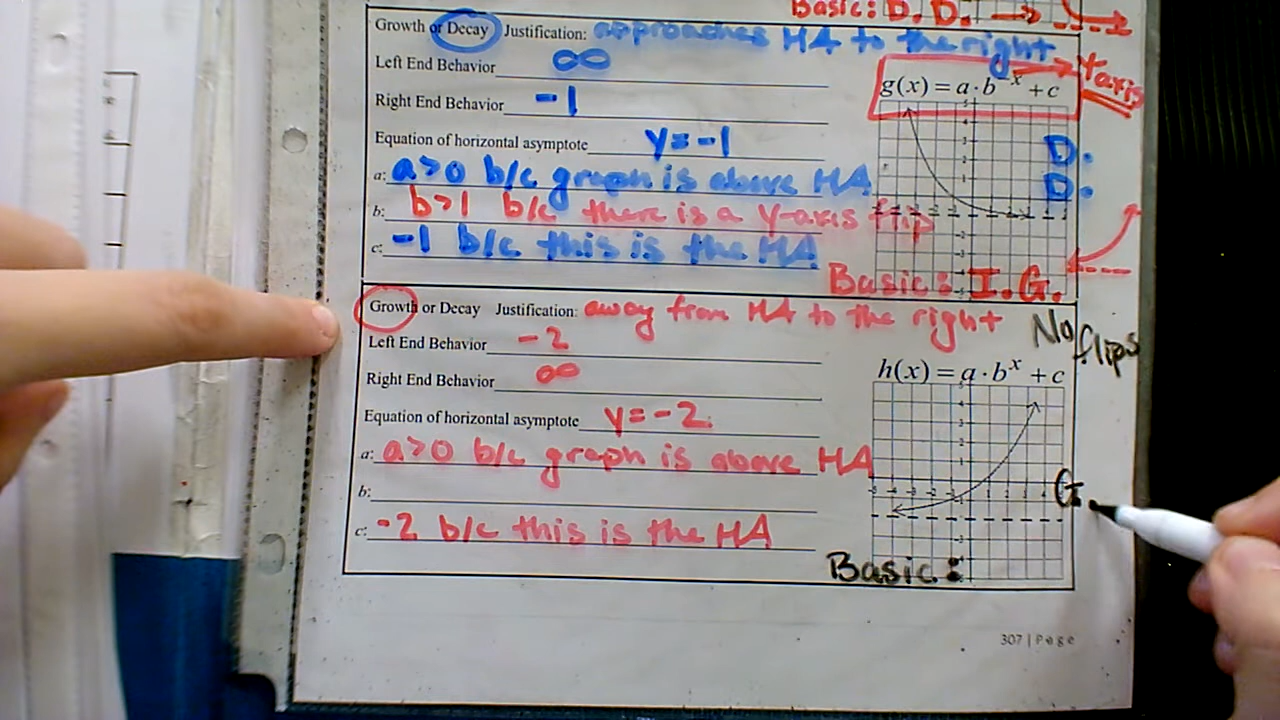 Basic: D. D.
Growth or Decay Justification: approaches HA to the right
Left End Behavior ∞
Right End Behavior -1
Equation of horizontal asymptote y = -1
a: a>0 b/c graph is above HA
b: b>1 b/c there is a y-axis flip
c: -1 b/c this is the HA
g(x) = a · b^-x + c
D.
D.
Basic: I. G.
Growth or Decay Justification: away from HA to the right
No flips
Left End Behavior -2
Right End Behavior ∞
Equation of horizontal asymptote y = -2
a: a>0 b/c graph is above HA
b:
c: -2 b/c this is the HA
h(x) = a · b^x + c
G.
Basic:
307 | Page